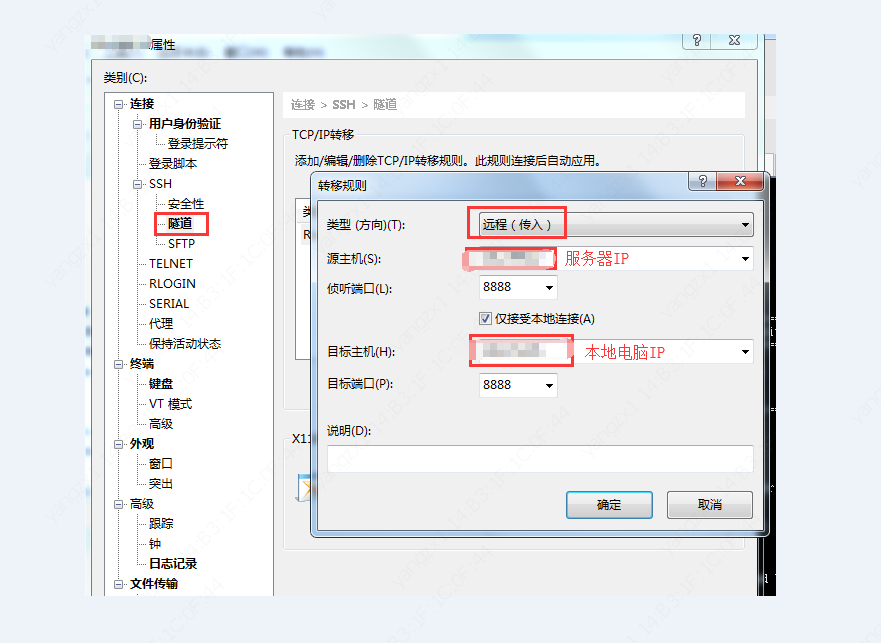 属性
类别(C):
连接
用户身份验证
登录提示符
登录脚本
SSH
安全性
隧道
SFTP
TELNET
RLOGIN
SERIAL
代理
保持活动状态
终端
键盘
VT 模式
高级
外观
窗口
突出
高级
跟踪
钟
日志记录
文件传输
连接 > SSH > 隧道
TCP/IP转移
添加/编辑/删除TCP/IP转移规则。此规则连接后自动应用。
X11
转移规则
类型 (方向)(T):
远程（传入）
源主机(S):
服务器IP
侦听端口(L):
8888
仅接受本地连接(A)
目标主机(H):
本地电脑IP
目标端口(P):
8888
说明(D):
确定
取消